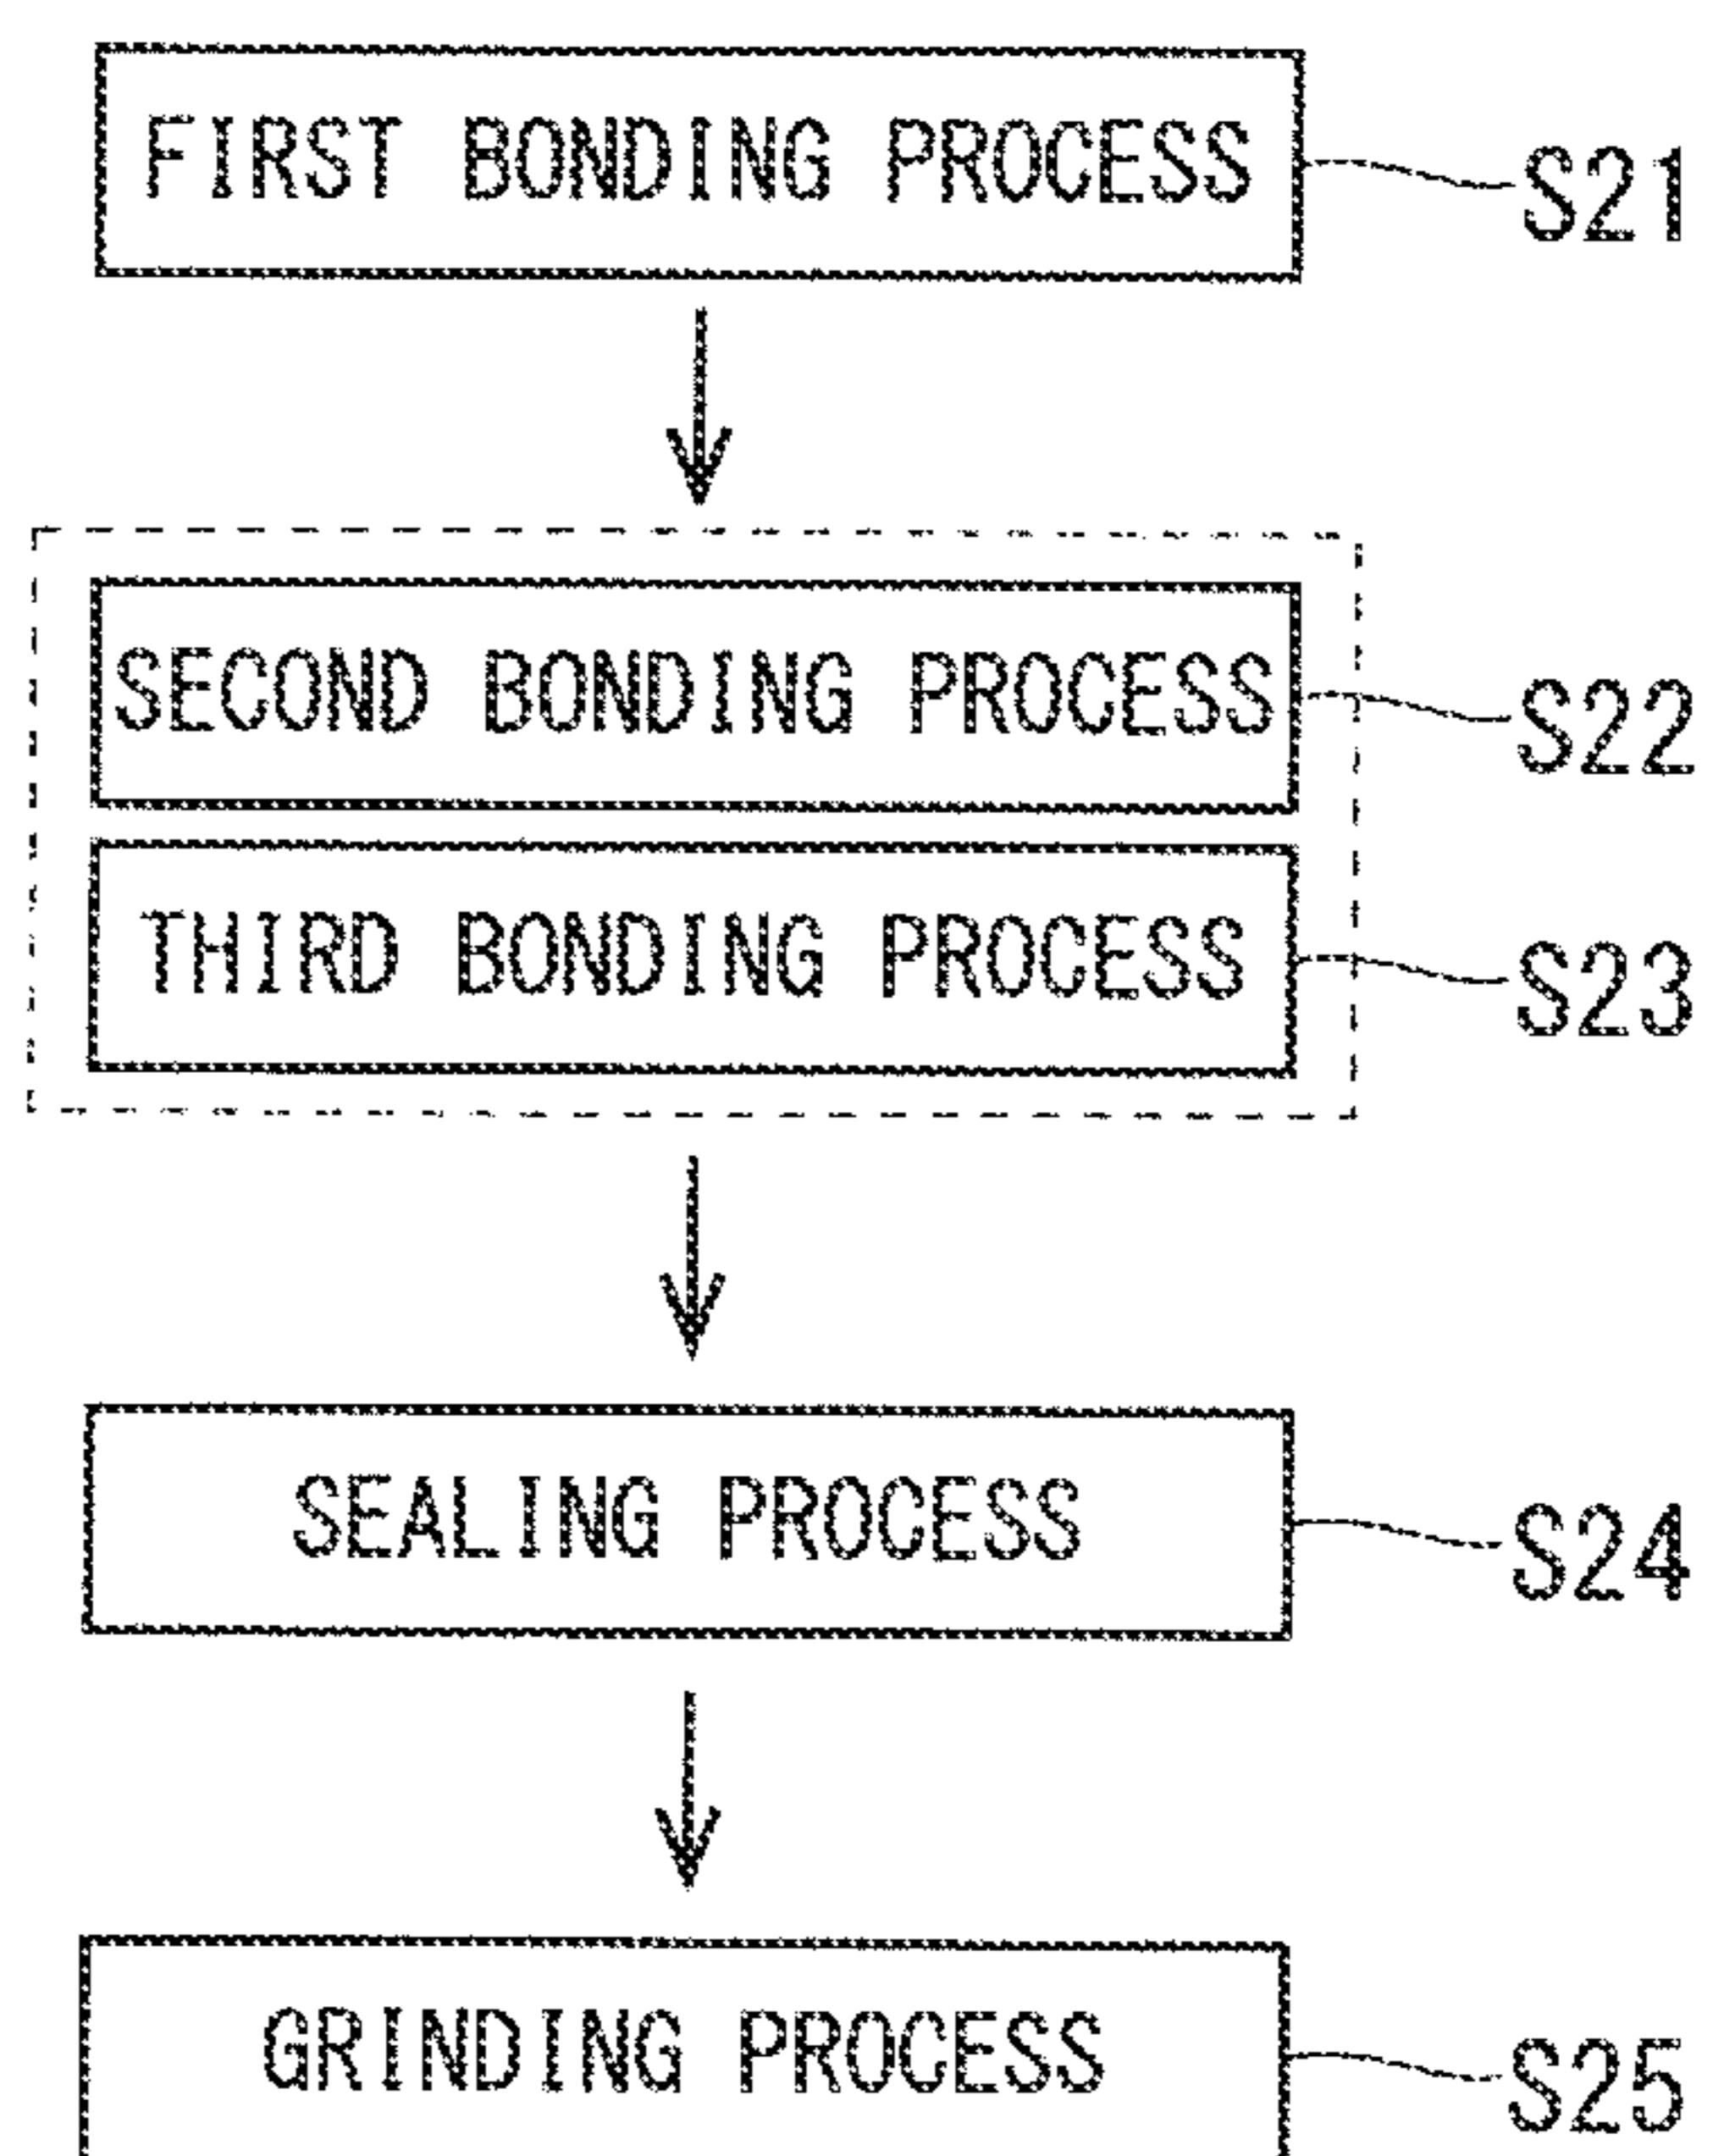 FIRST BONDING PROCESS S21
SECOND BONDING PROCESS S22
THIRD BONDING PROCESS S23
SEALING PROCESS S24
GRINDING PROCESS S25